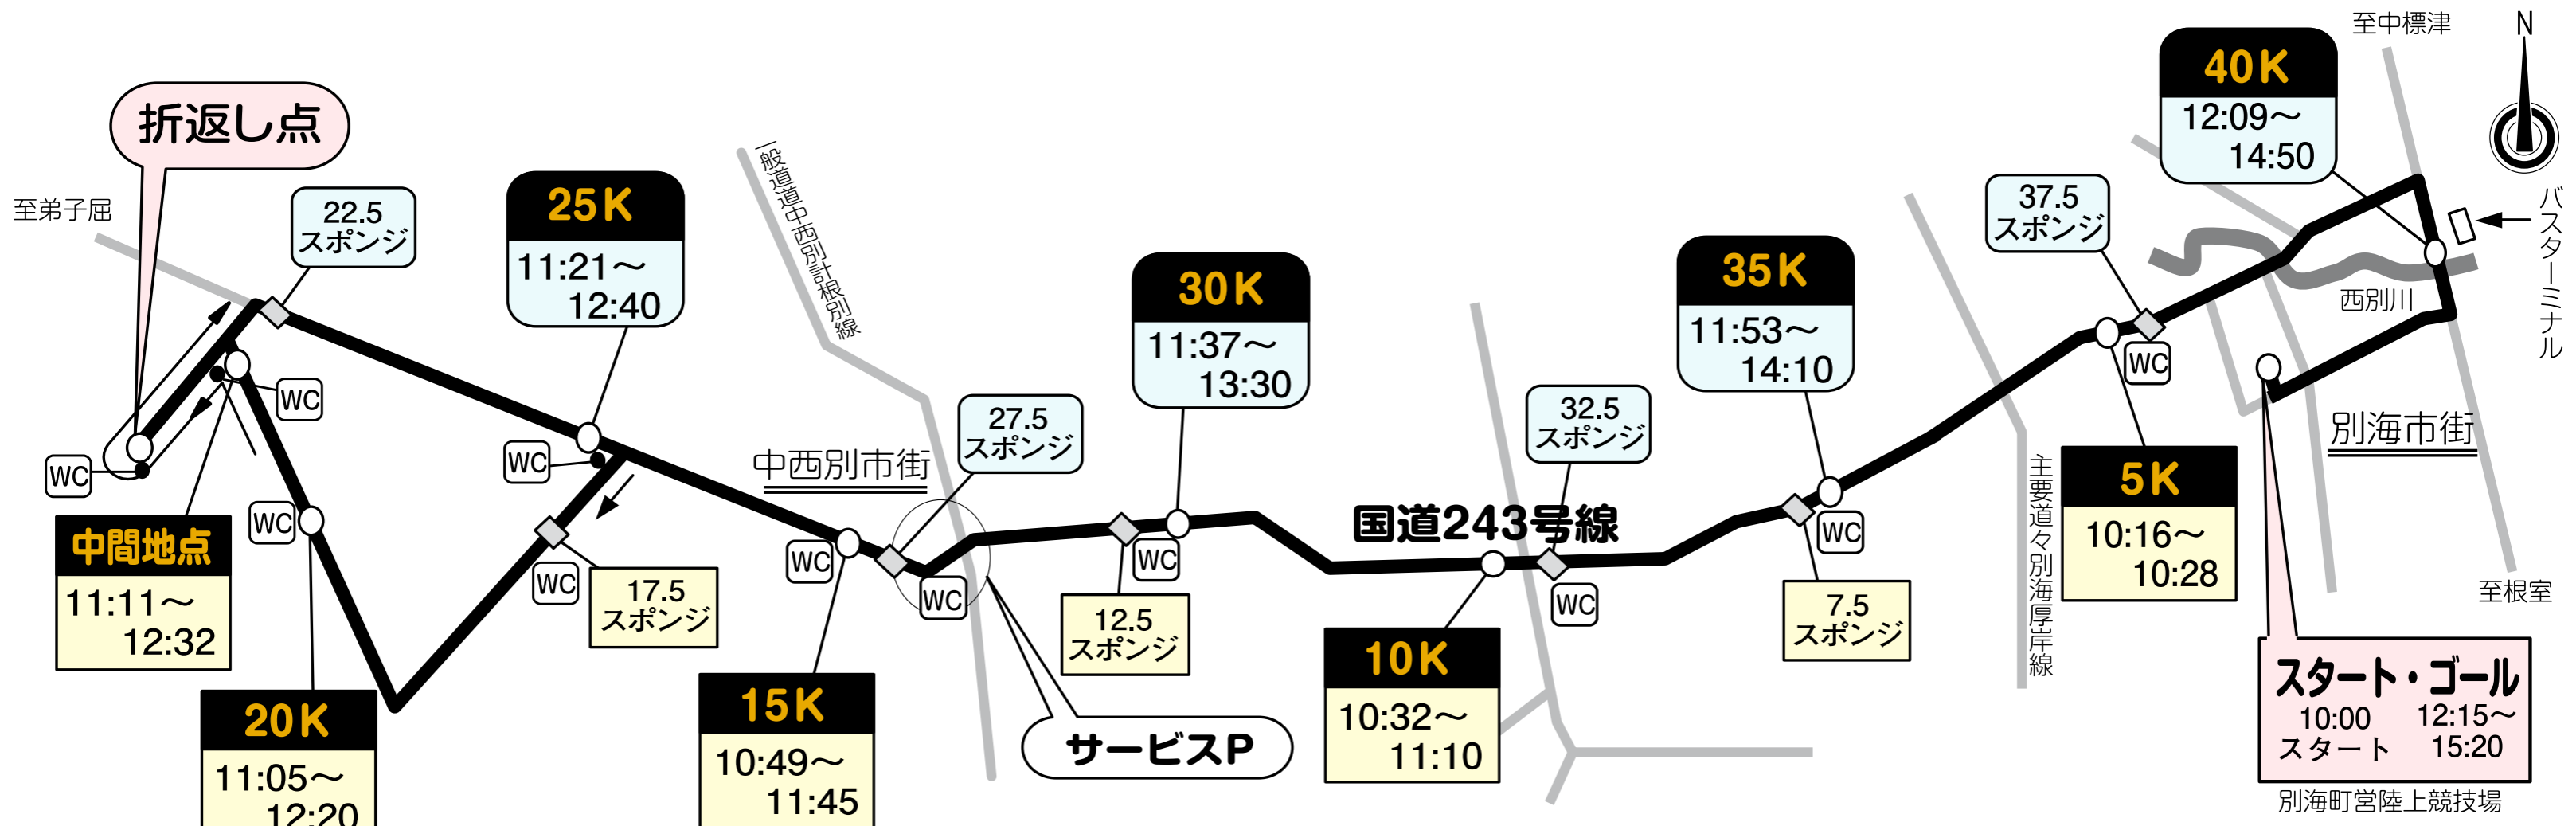 至中標津
N
40K
12:09～
14:50
折返し点
至弟子屈
22.5
スポンジ
25K
11:21～
12:40
一般道道中西別計根別線
30K
11:37～
13:30
35K
11:53～
14:10
37.5
スポンジ
バスターミナル
西別川
WC
WC
WC
中西別市街
27.5
スポンジ
32.5
スポンジ
国道243号線
主要道々別海厚岸線
WC
別海市街
5K
10:16～
10:28
至根室
中間地点
11:11～
12:32
WC
WC
17.5
スポンジ
WC
WC
WC
12.5
スポンジ
WC
WC
7.5
スポンジ
10K
10:32～
11:10
20K
11:05～
12:20
15K
10:49～
11:45
サービスP
スタート・ゴール
10:00
スタート
12:15～
15:20
別海町営陸上競技場